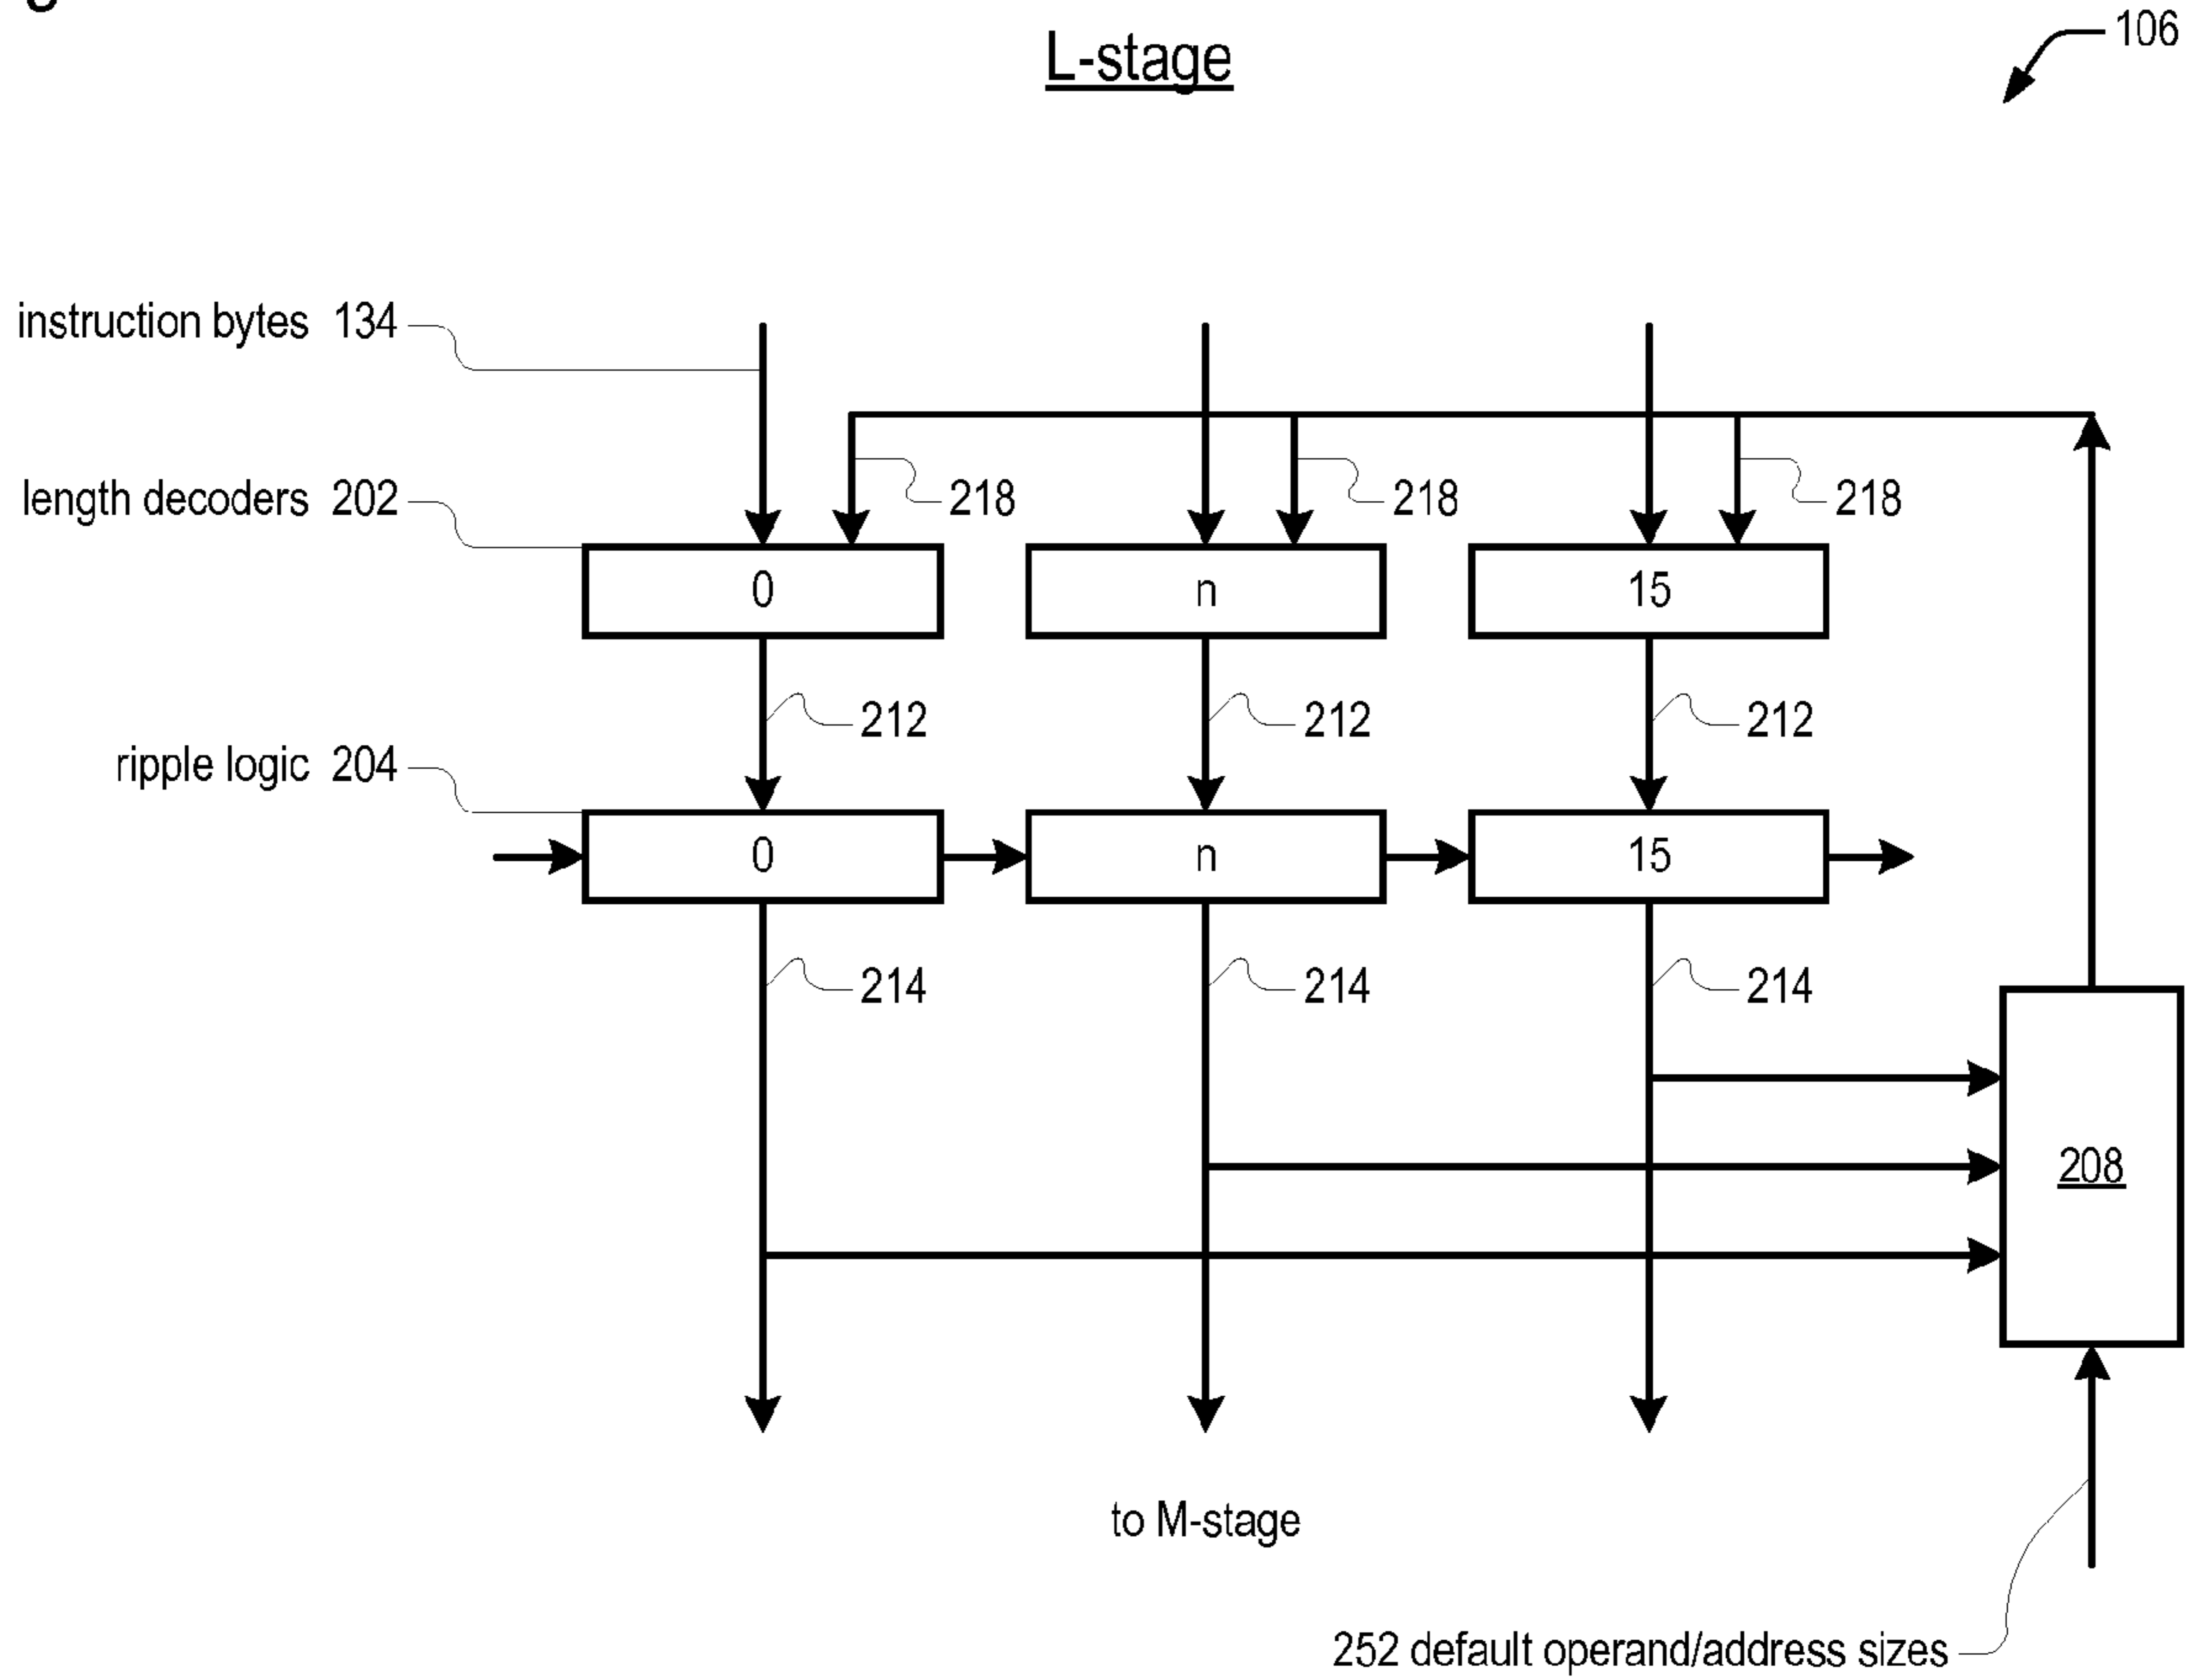 L-stage
106
instruction bytes 134
length decoders 202
218
218
218
0
n
15
212
212
212
ripple logic 204
0
n
15
214
214
214
208
to M-stage
252 default operand/address sizes